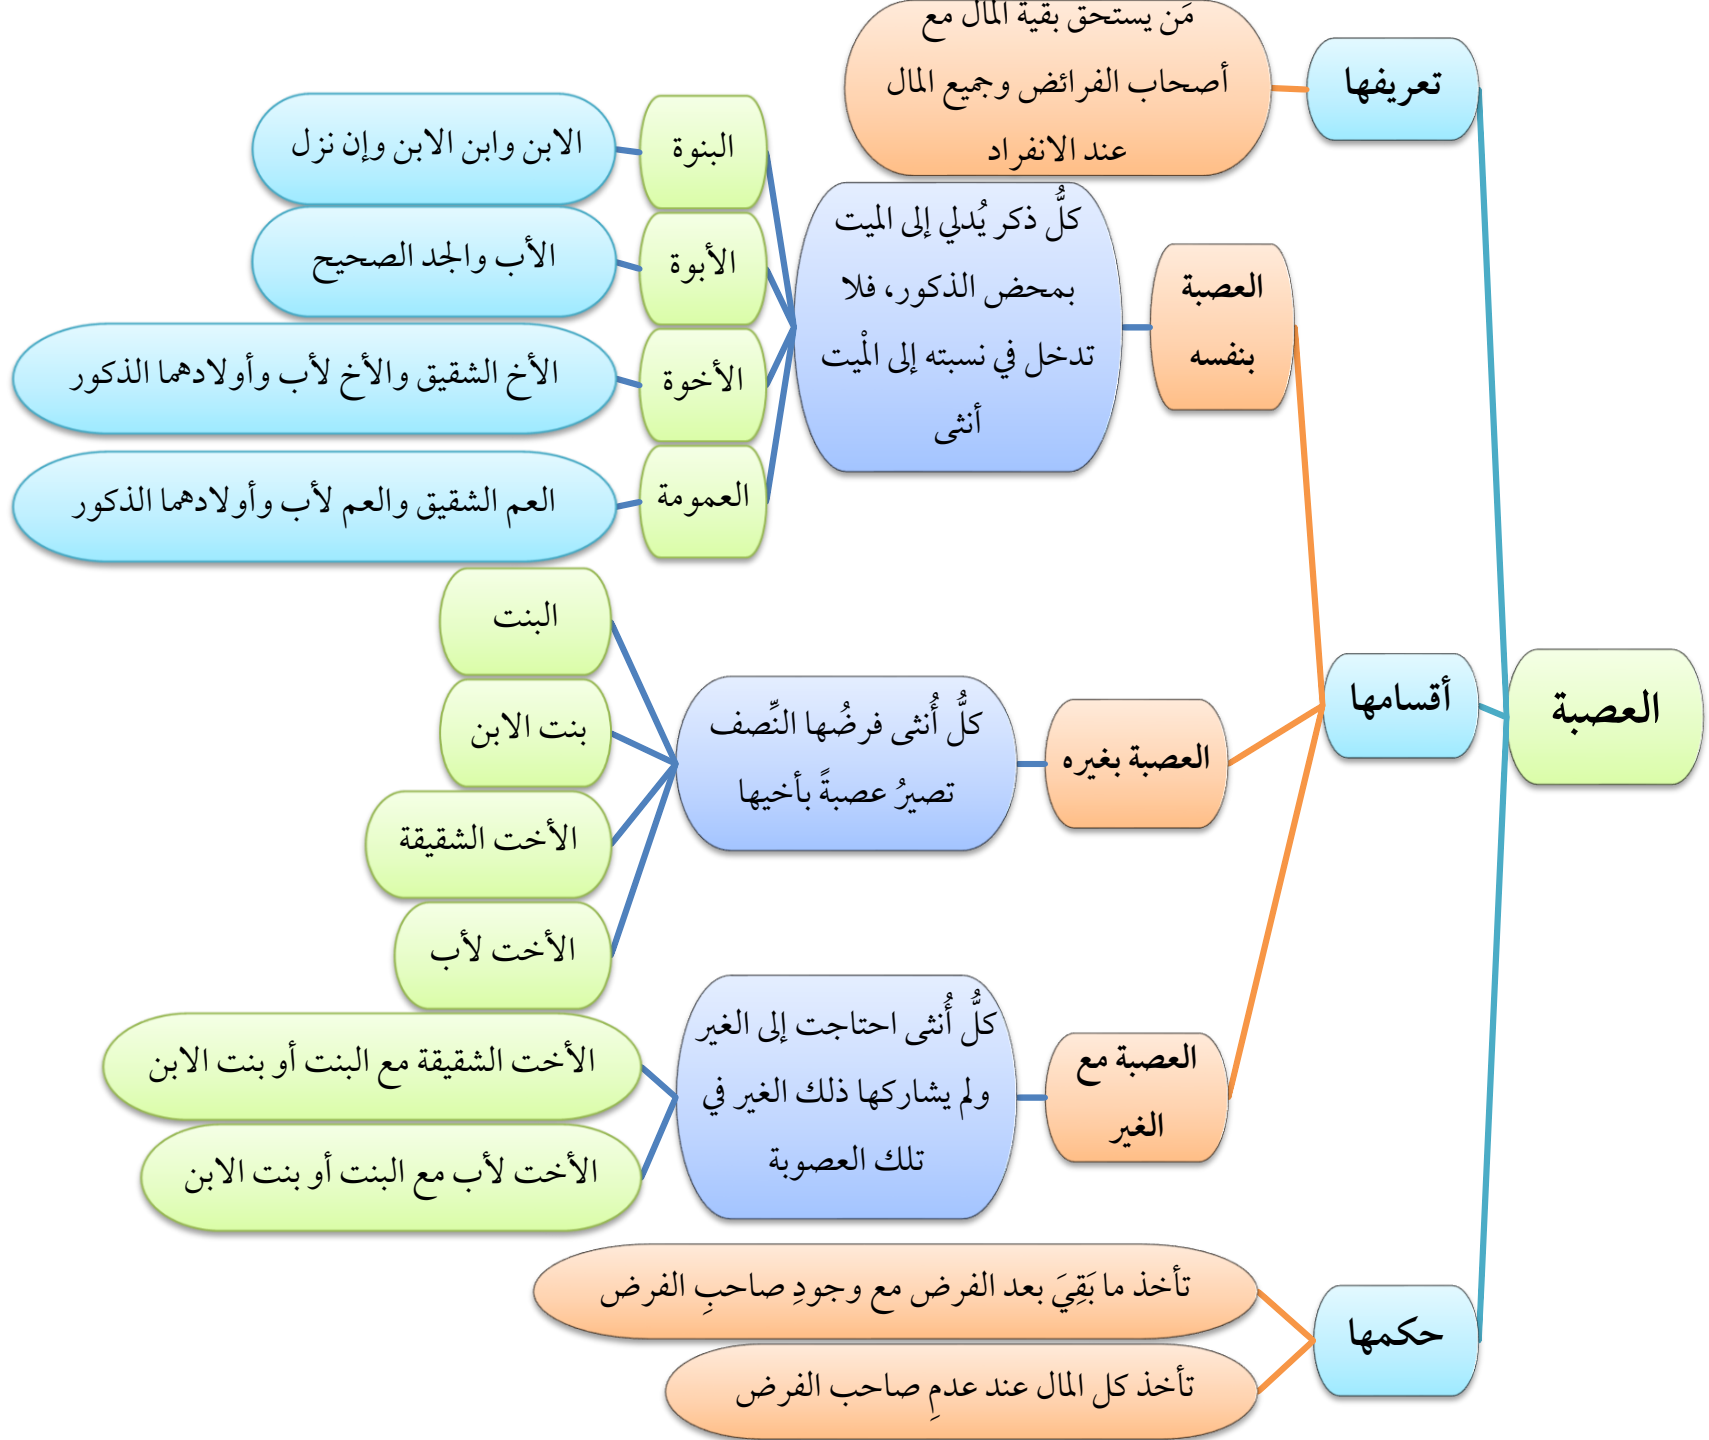 العصبة
تعريفها
مَن يستحق بقية المال مع
أصحاب الفرائض وجميع المال
عند الانفراد
أقسامها
العصبة
بنفسه
كلُّ ذكر يُدلي إلى الميت
بمحض الذكور، فلا
تدخل في نسبته إلى الْميت
أنثى
البنوة
الابن وابن الابن وإن نزل
الأبوة
الأب والجد الصحيح
الأخوة
الأخ الشقيق والأخ لأب وأولادهما الذكور
العمومة
العم الشقيق والعم لأب وأولادهما الذكور
العصبة بغيره
كلُّ أُنثى فرضُها النِّصف
تصيرُ عصبةً بأخيها
البنت
بنت الابن
الأخت الشقيقة
الأخت لأب
العصبة مع
الغير
كلُّ أُنثى احتاجت إلى الغير
ولم يشاركها ذلك الغير في
تلك العصوبة
الأخت الشقيقة مع البنت أو بنت الابن
الأخت لأب مع البنت أو بنت الابن
حكمها
تأخذ ما بَقِيَ بعد الفرض مع وجودِ صاحبِ الفرض
تأخذ كل المال عند عدمِ صاحب الفرض